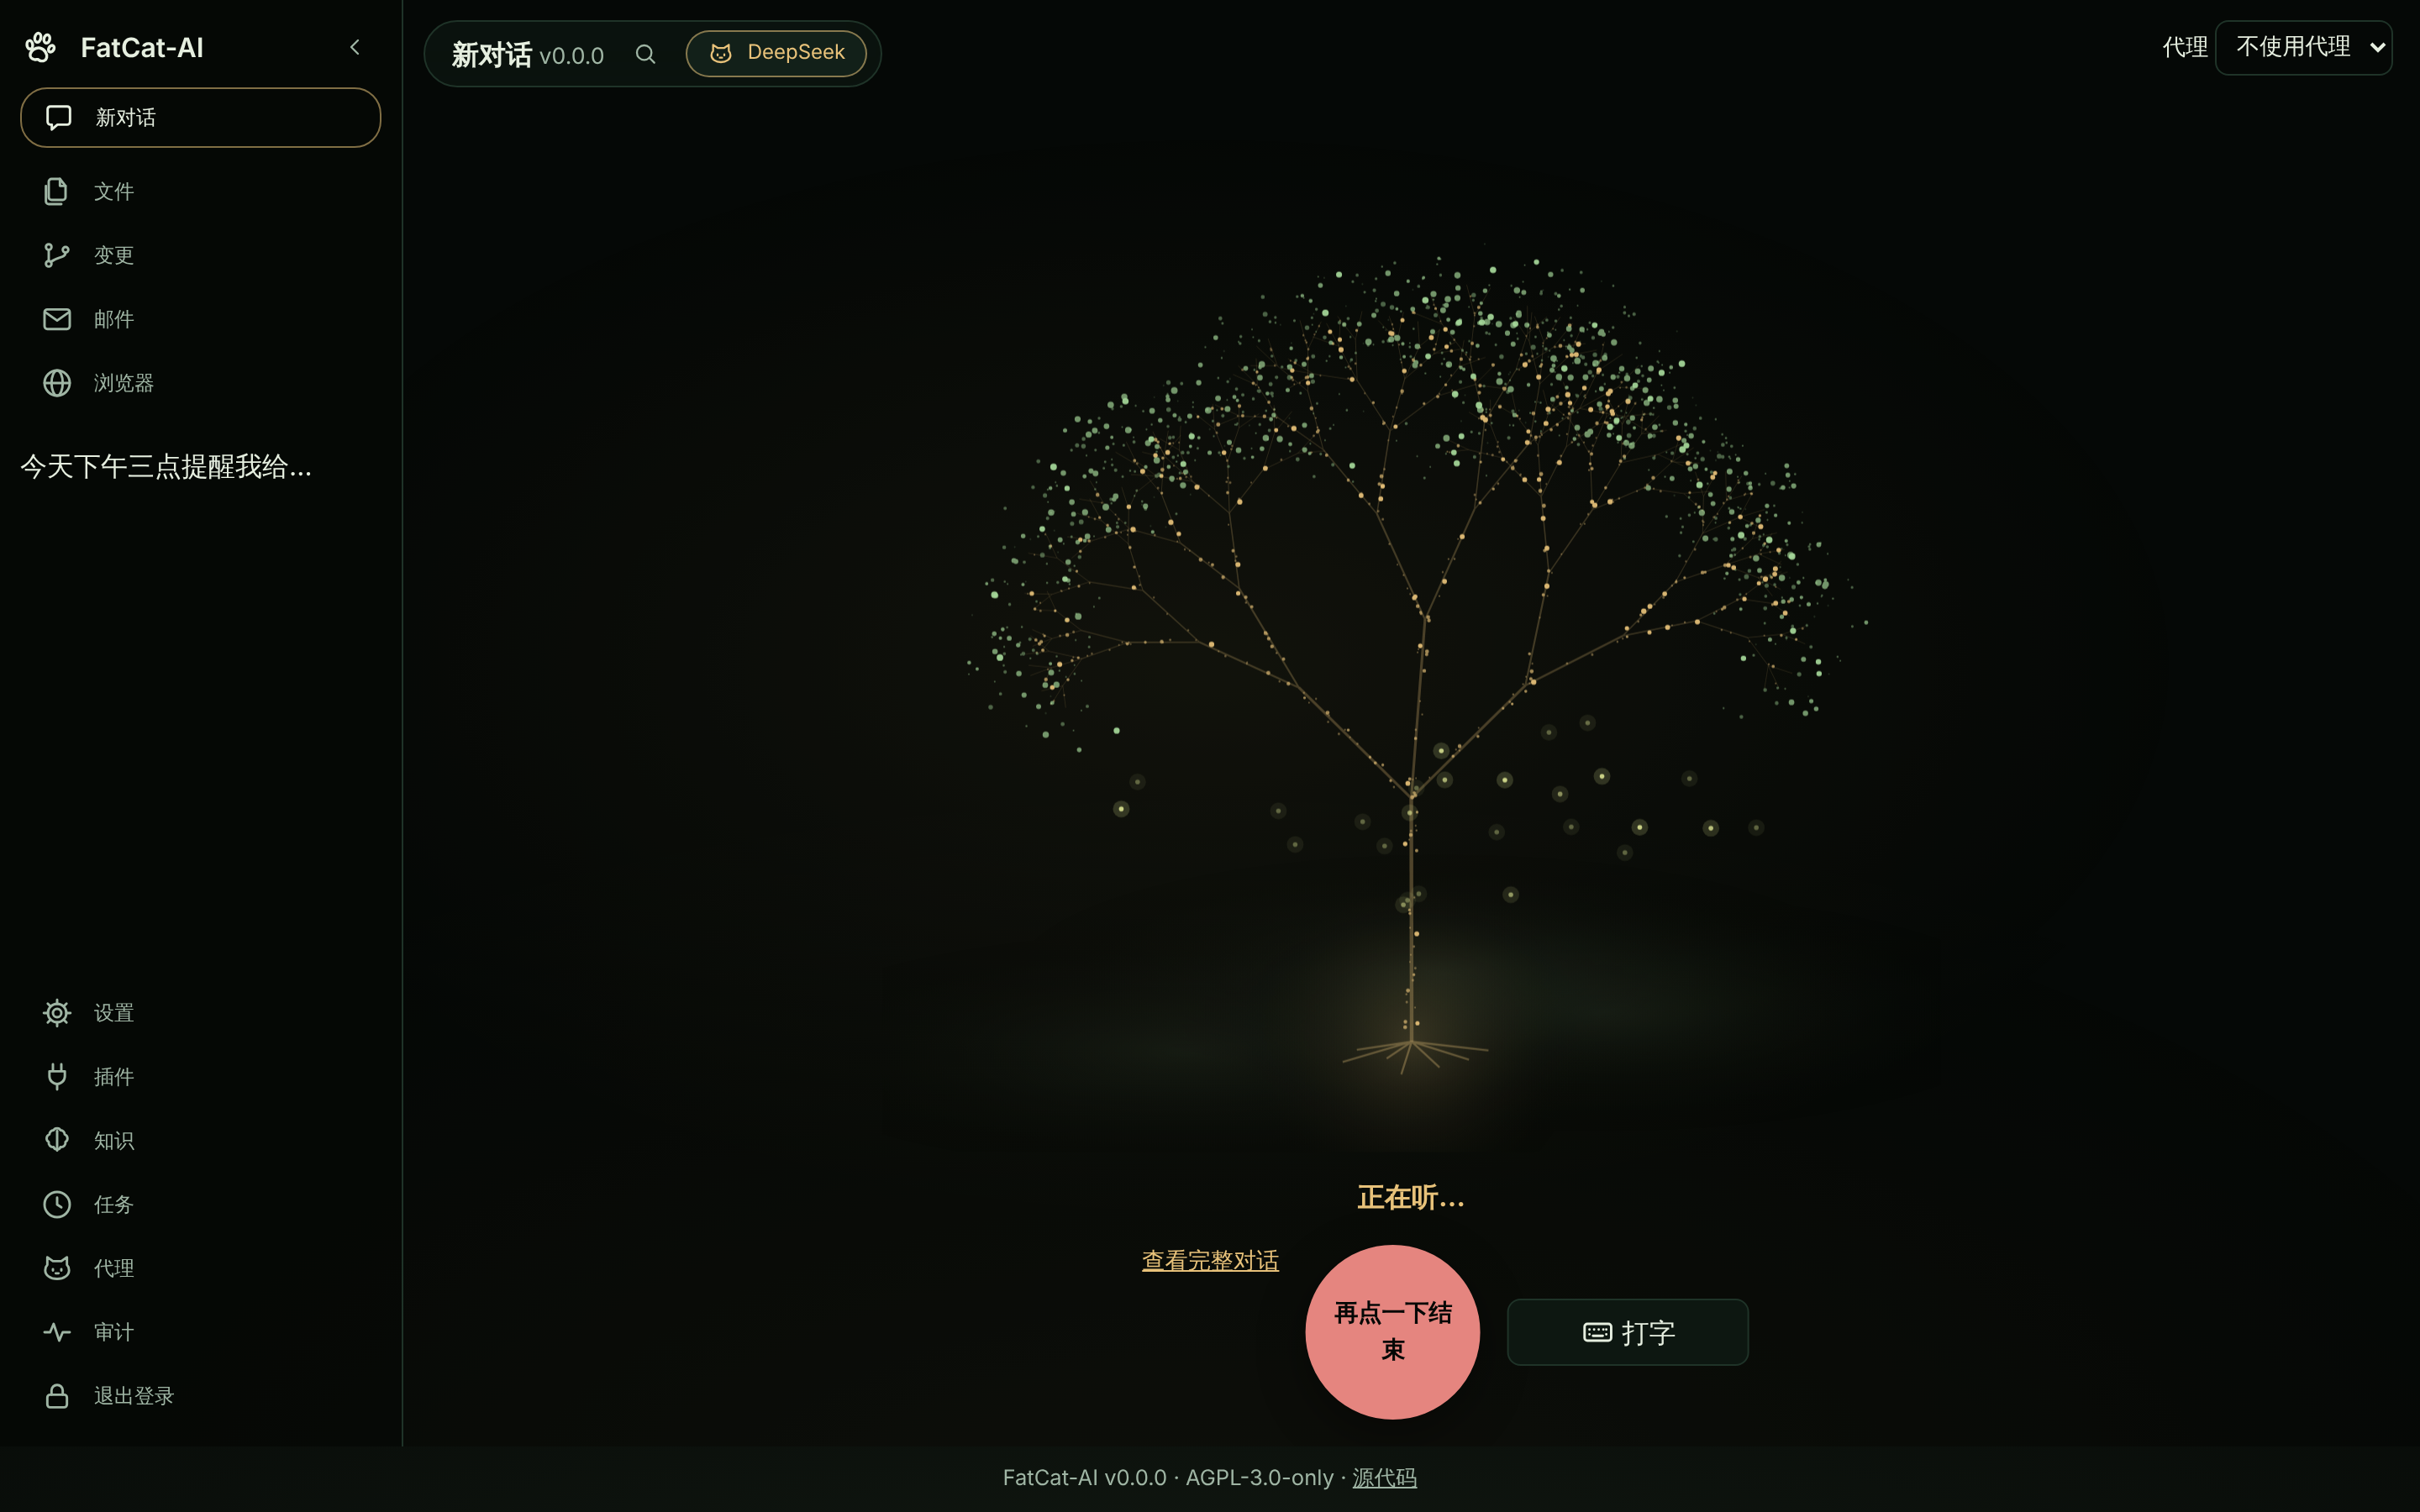 FatCat-AI
新对话
文件
变更
邮件
浏览器
今天下午三点提醒我给...
设置
插件
知识
任务
代理
审计
退出登录
新对话 v0.0.0
DeepSeek
代理 不使用代理
正在听...
查看完整对话
再点一下结
束
打字
FatCat-AI v0.0.0 · AGPL-3.0-only · 源代码